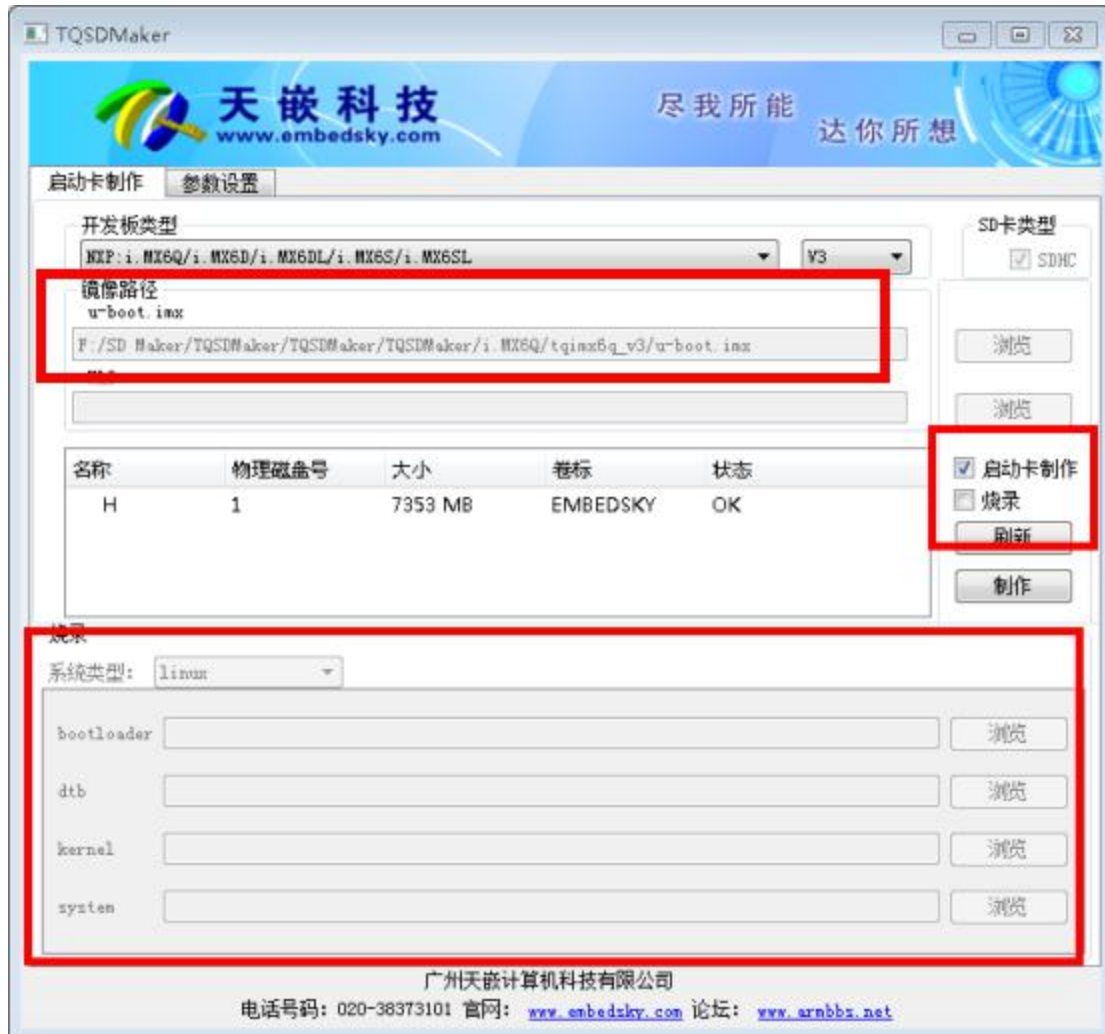 TQSDMaker
天嵌科技
www.embedsky.com
尽我所能
达你所想
启动卡制作 参数设置
开发板类型 SD卡类型
NXP:i.MX6Q/i.MX6D/i.MX6DL/i.MX6S/i.MX6SL V3 SDHC
镜像路径
u-boot.imx
F:/SD Maker/TQSDMaker/TQSDMaker/TQSDMaker/i.MX6Q/tqimx6q_v3/u-boot.imx 浏览
浏览
名称 物理磁盘号 大小 卷标 状态 启动卡制作
H 1 7353 MB EMBEDSKY OK 烧录
刷新
制作
烧录
系统类型: linux
bootloader 浏览
dtb 浏览
kernel 浏览
system 浏览
广州天嵌计算机科技有限公司
电话号码: 020-38373101 官网: www.embedsky.com 论坛: www.armbbs.net